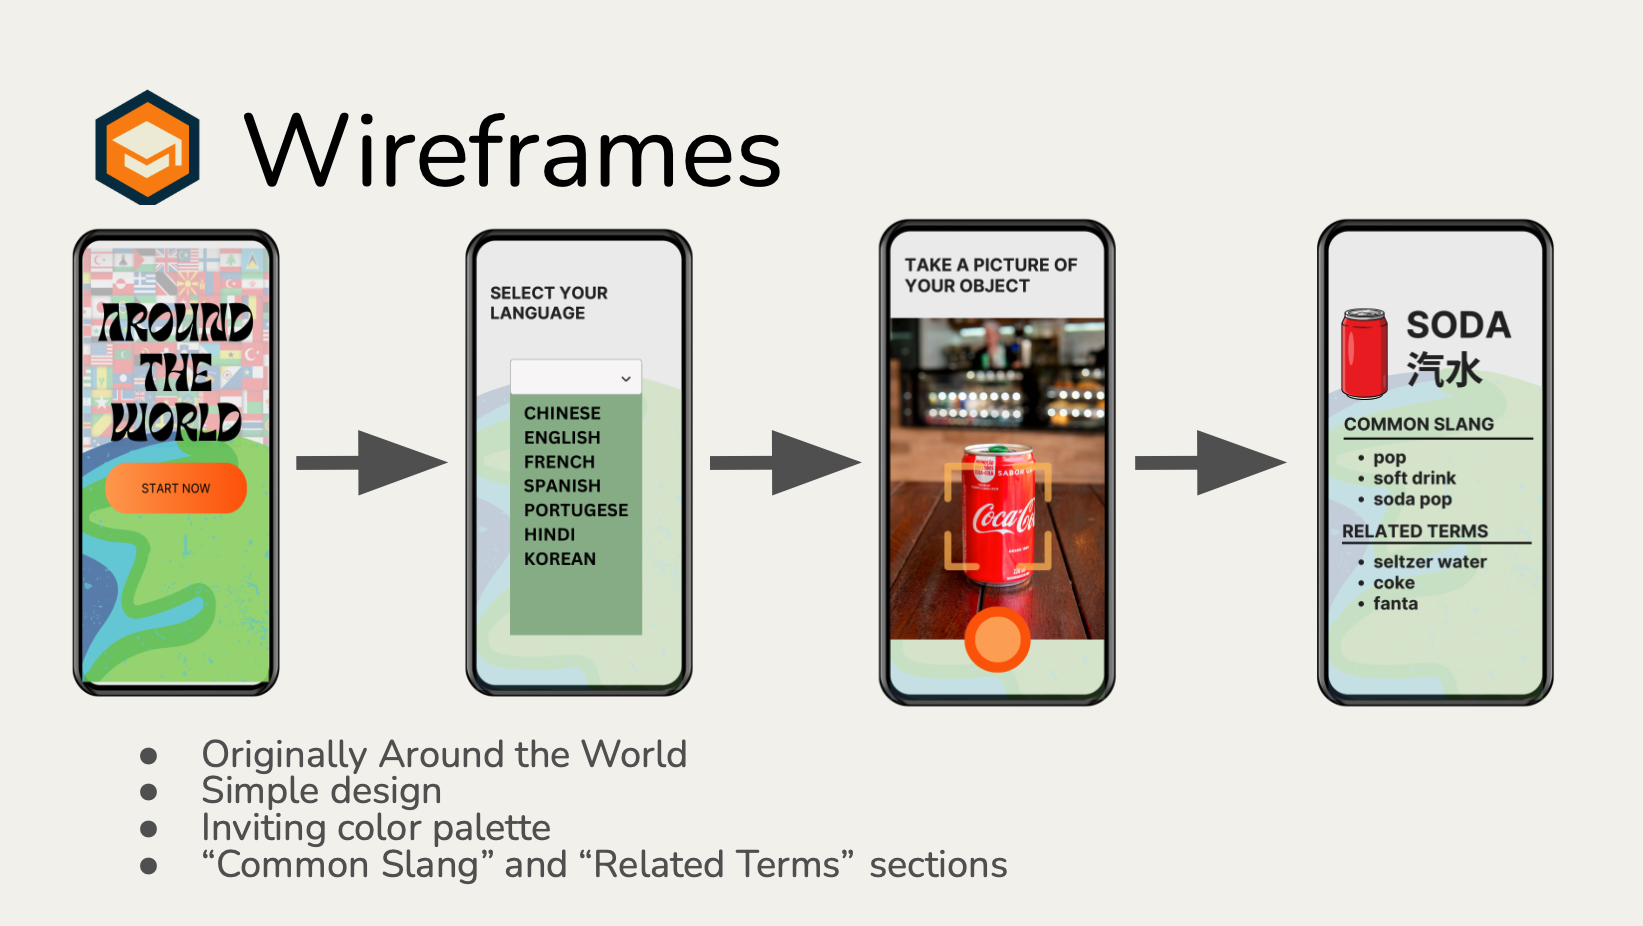 Wireframes
AROUND
THE
WORLD
START NOW
SELECT YOUR
LANGUAGE
CHINESE
ENGLISH
FRENCH
SPANISH
PORTUGESE
HINDI
KOREAN
TAKE A PICTURE OF
YOUR OBJECT
SABOR
Coca-Co
SODA
汽水
COMMON SLANG
• pop
• soft drink
• soda pop
RELATED TERMS
• seltzer water
• coke
• fanta
● Originally Around the World
● Simple design
● Inviting color palette
● “Common Slang” and “Related Terms” sections